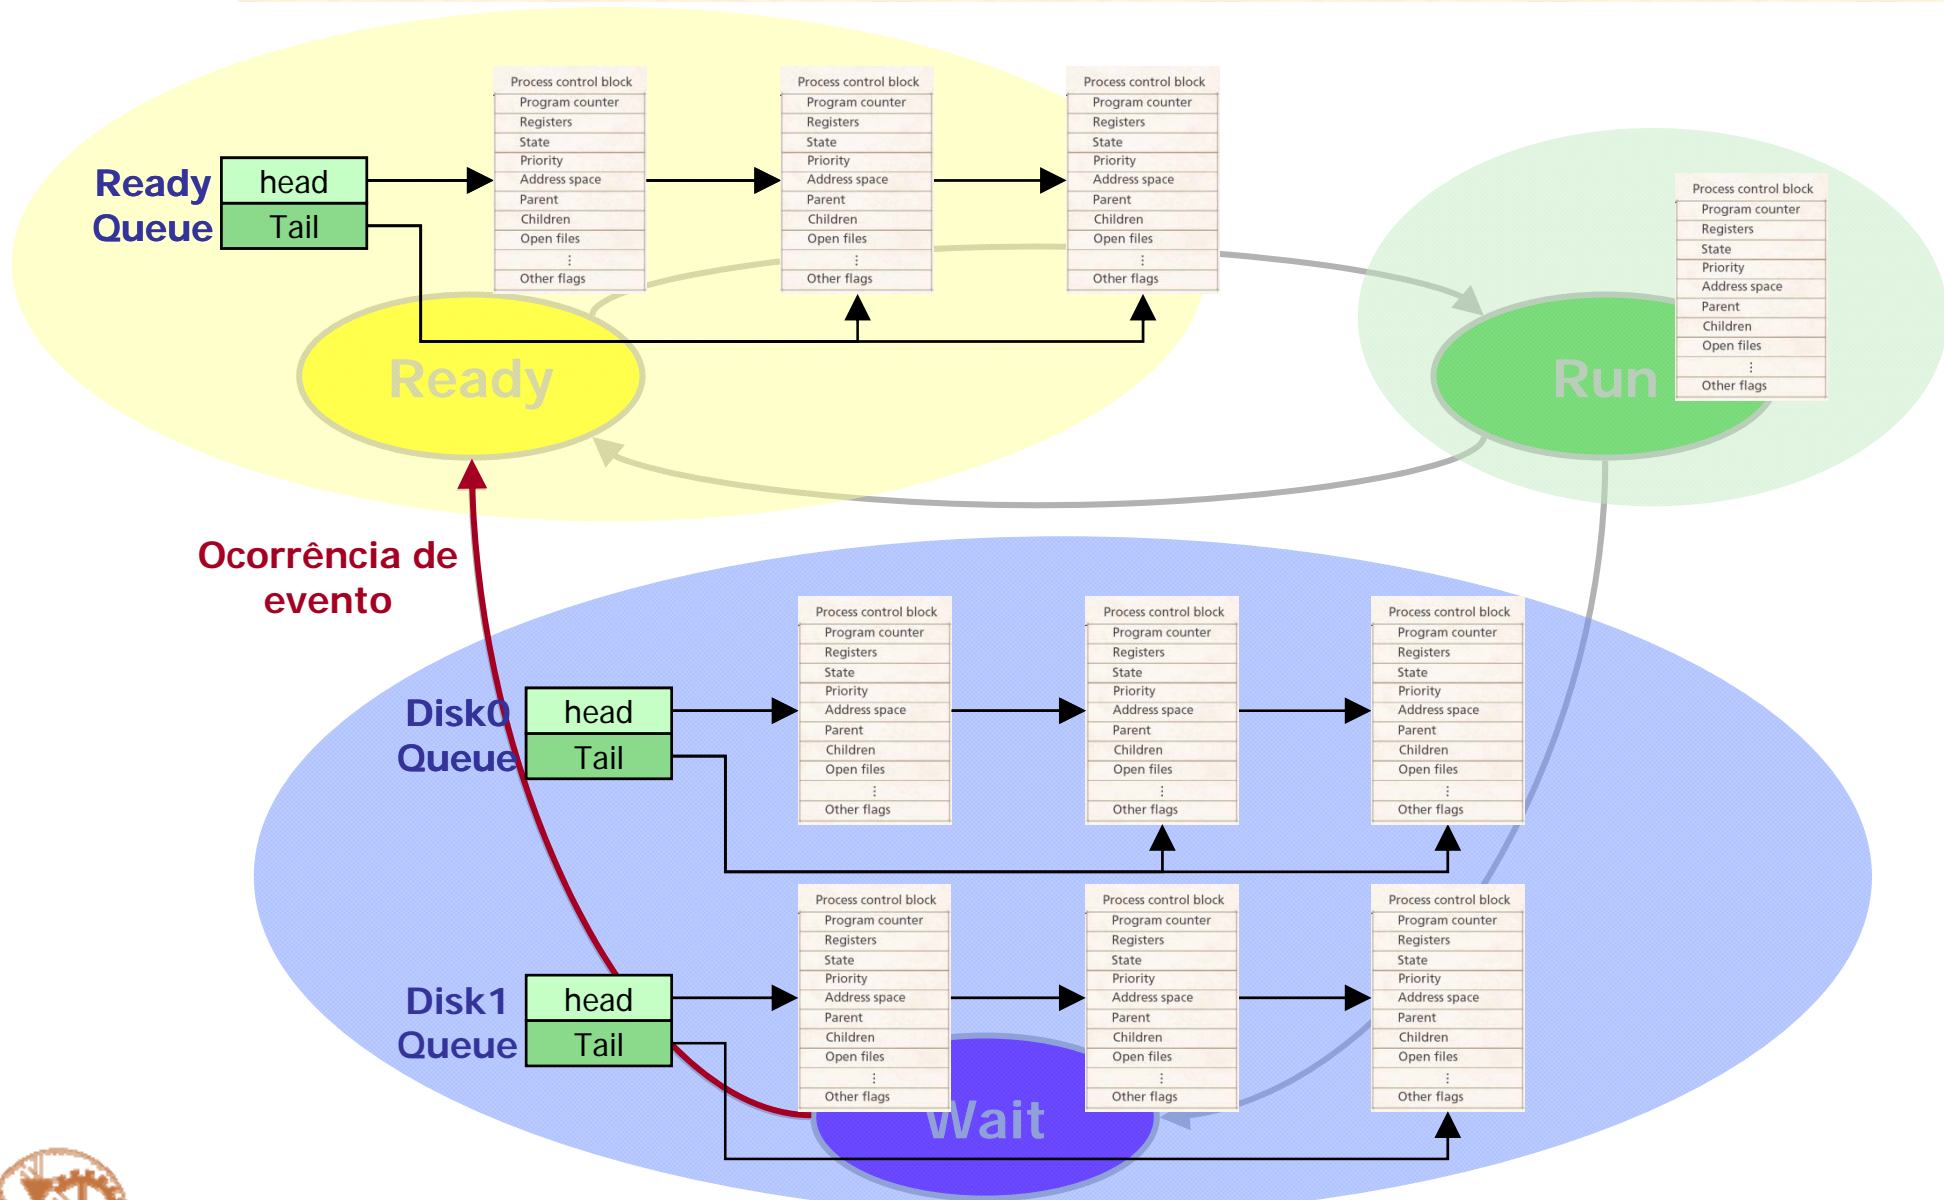 Process control block
Program counter
Registers
State
Priority
Address space
Parent
Children
Open files
⋮
Other flags
Process control block
Program counter
Registers
State
Priority
Address space
Parent
Children
Open files
⋮
Other flags
Process control block
Program counter
Registers
State
Priority
Address space
Parent
Children
Open files
⋮
Other flags
Ready
Queue
head
Tail
Process control block
Program counter
Registers
State
Priority
Address space
Parent
Children
Open files
⋮
Other flags
Ready
Run
Ocorrência de
evento
Process control block
Program counter
Registers
State
Priority
Address space
Parent
Children
Open files
⋮
Other flags
Process control block
Program counter
Registers
State
Priority
Address space
Parent
Children
Open files
⋮
Other flags
Process control block
Program counter
Registers
State
Priority
Address space
Parent
Children
Open files
⋮
Other flags
Disk0
Queue
head
Tail
Process control block
Program counter
Registers
State
Priority
Address space
Parent
Children
Open files
⋮
Other flags
Process control block
Program counter
Registers
State
Priority
Address space
Parent
Children
Open files
⋮
Other flags
Process control block
Program counter
Registers
State
Priority
Address space
Parent
Children
Open files
⋮
Other flags
Disk1
Queue
head
Tail
Wait